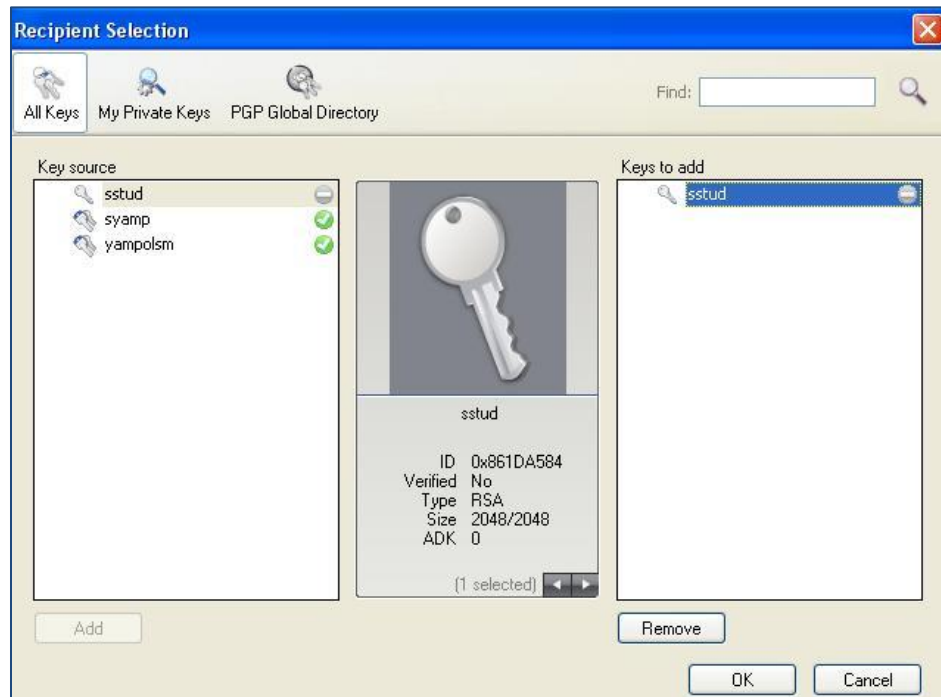 Recipient Selection
All Keys My Private Keys PGP Global Directory Find:
Key source
sstud
syamp
yampolsm
sstud
ID 0x861DA584
Verified No
Type RSA
Size 2048/2048
ADK 0
(1 selected)
Keys to add
sstud
Add
Remove
OK Cancel